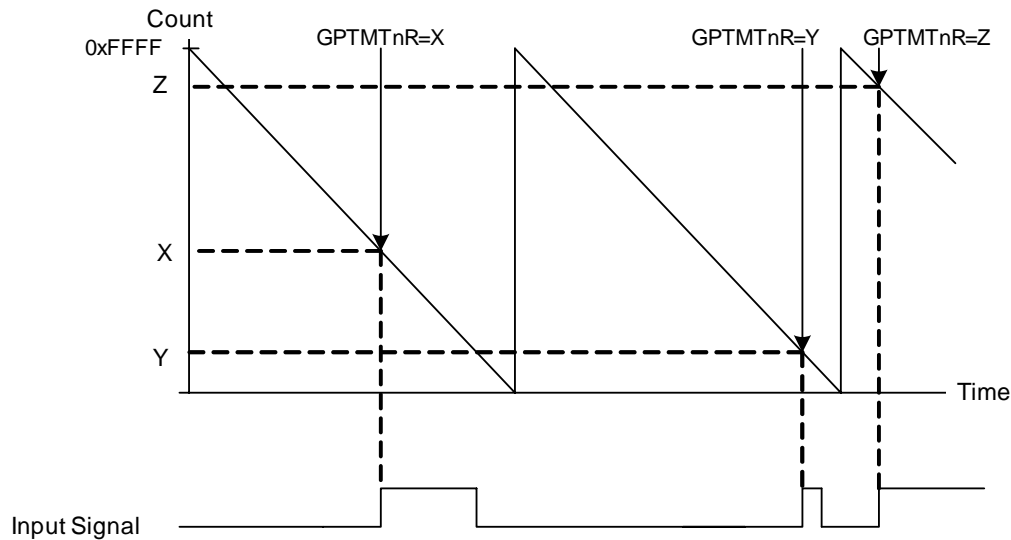 Count
0xFFFF
GPTMTnR=X
GPTMTnR=Y
GPTMTnR=Z
Z
X
Y
Time
Input Signal